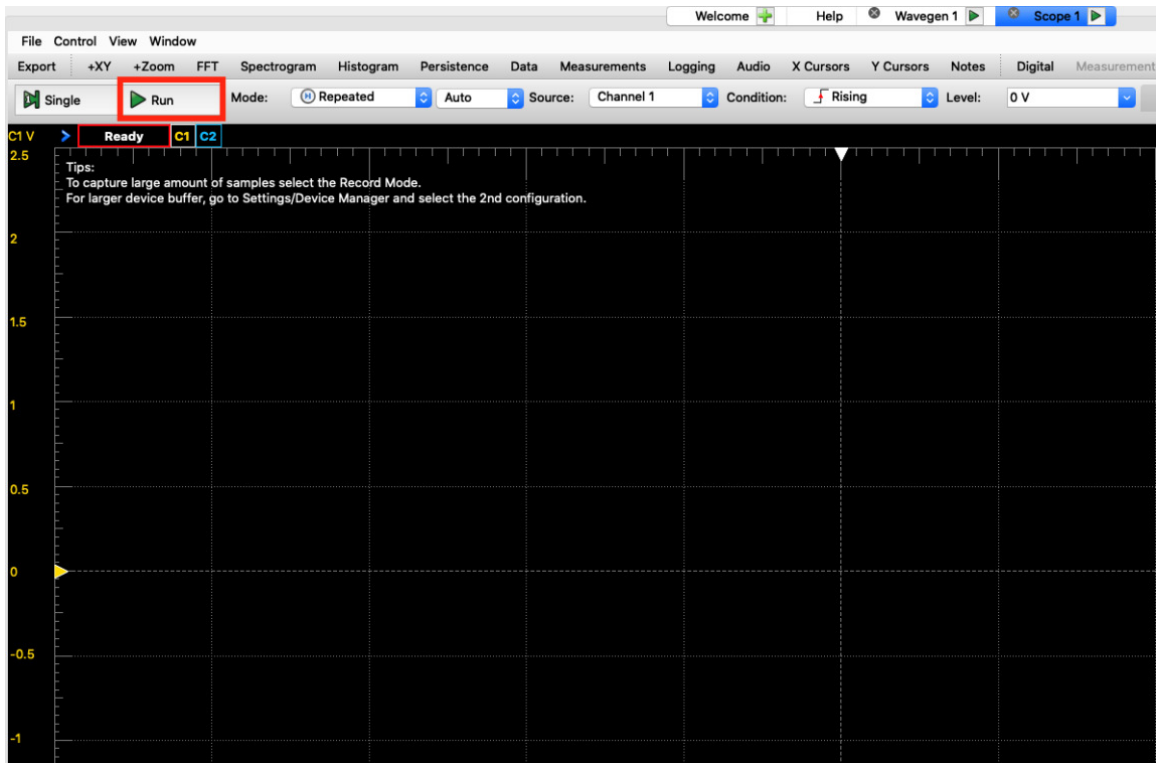 Welcome Help Wavegen 1 Scope 1
File Control View Window
Export +XY +Zoom FFT Spectrogram Histogram Persistence Data Measurements Logging Audio X Cursors Y Cursors Notes Digital Measurement
Single Run Mode: Repeated Auto Source: Channel 1 Condition: Rising Level: 0 V
C1 V Ready C1 C2
2.5
Tips:
To capture large amount of samples select the Record Mode.
For larger device buffer, go to Settings/Device Manager and select the 2nd configuration.
2
1.5
1
0.5
0
-0.5
-1